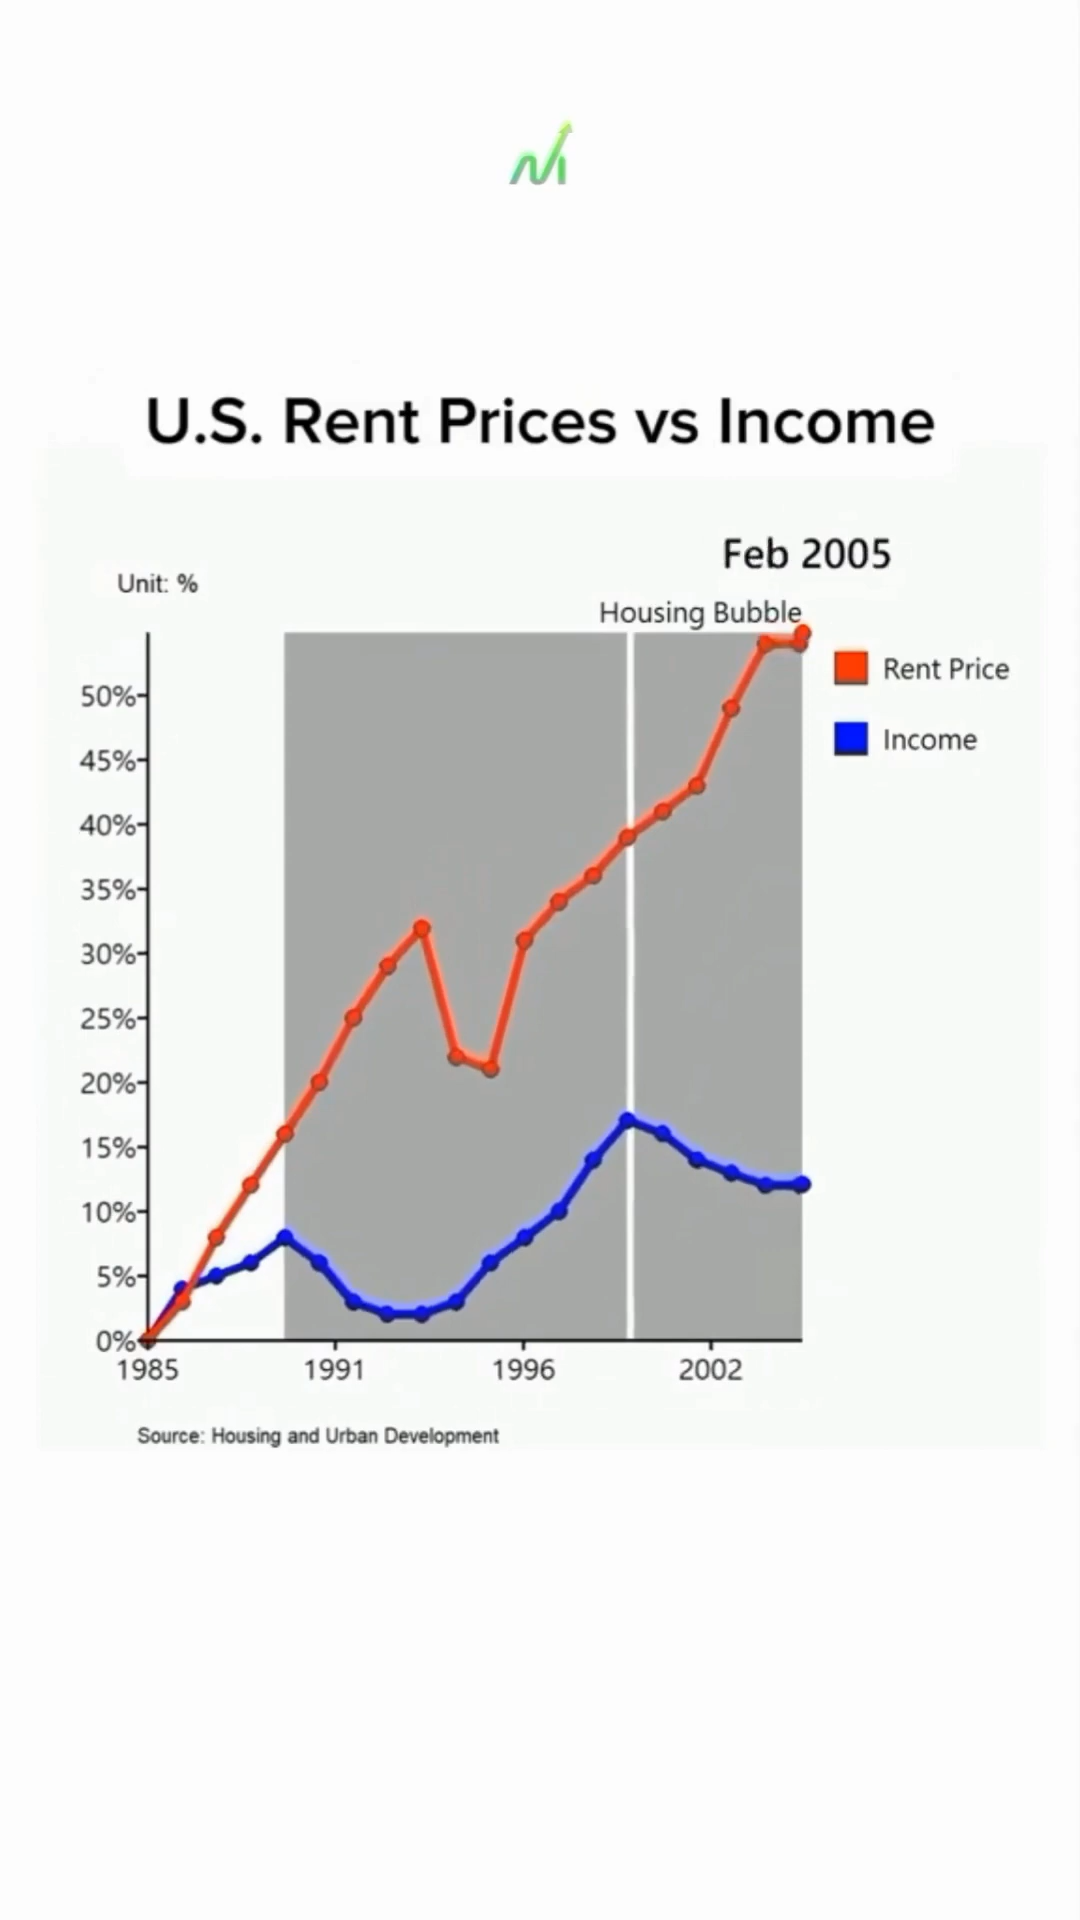 U.S. Rent Prices vs Income
Feb 2005
Unit: %
Housing Bubble
Rent Price
Income
50%
45%
40%
35%
30%
25%
20%
15%
10%
5%
0%
1985 1991 1996 2002
Source: Housing and Urban Development